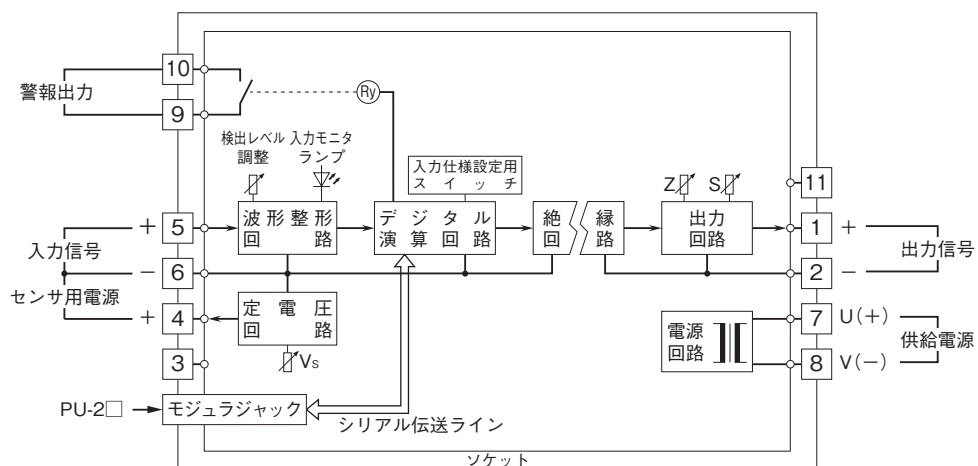 10
警報出力
9
Ry
検出レベル
調整
入力モニタ
ランプ
入力仕様設定用
スイッチ
Z
S
11
+
5
波形整形
回路
デジタル
演算回路
絶縁
回路
出力
回路
1
+
入力信号
出力信号
−
6
2
−
センサ用電源
+
4
定電圧
回路
電源
回路
7
U(+)
供給電源
3
Vs
8
V(−)
PU-2□
モジュラジャック
シリアル伝送ライン
ソケット